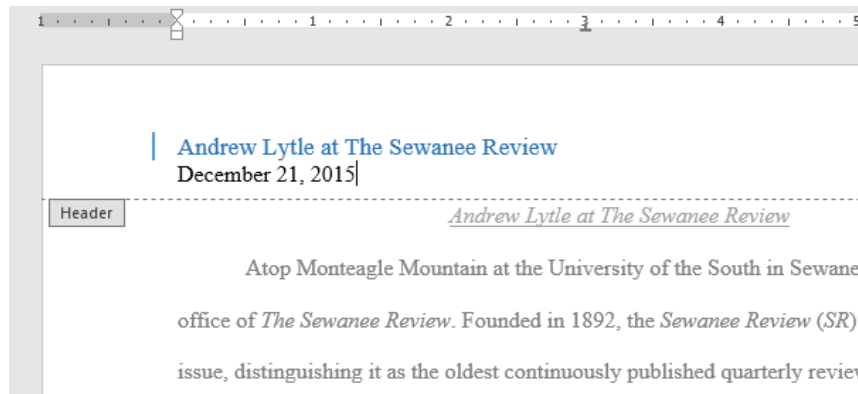 1 1 2 3 4 5
Andrew Lytle at The Sewanee Review
December 21, 2015
Header
Andrew Lytle at The Sewanee Review
Atop Monteagle Mountain at the University of the South in Sewane
office of The Sewanee Review. Founded in 1892, the Sewanee Review (SR)
issue, distinguishing it as the oldest continuously published quarterly review